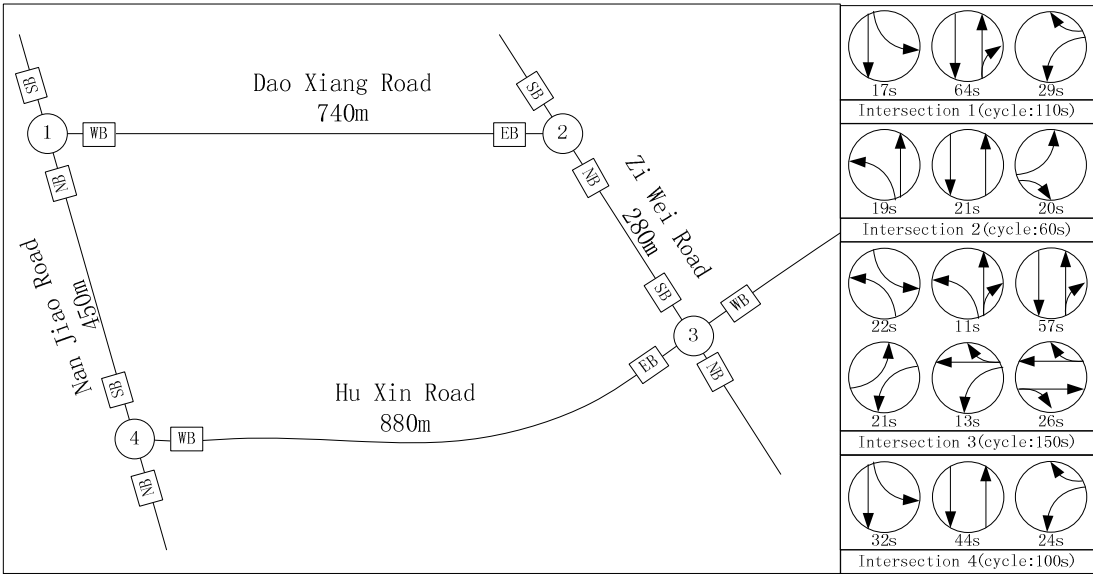 SB
1
WB
NB
Dao Xiang Road
740m
EB
2
SB
NB
Zi Wei Road
280m
SB
3
WB
EB
NB
Nan Jiao Road
450m
SB
4
WB
NB
Hu Xin Road
880m
17s 64s 29s
Intersection 1(cycle:110s)
19s 21s 20s
Intersection 2(cycle:60s)
22s 11s 57s
21s 13s 26s
Intersection 3(cycle:150s)
32s 44s 24s
Intersection 4(cycle:100s)